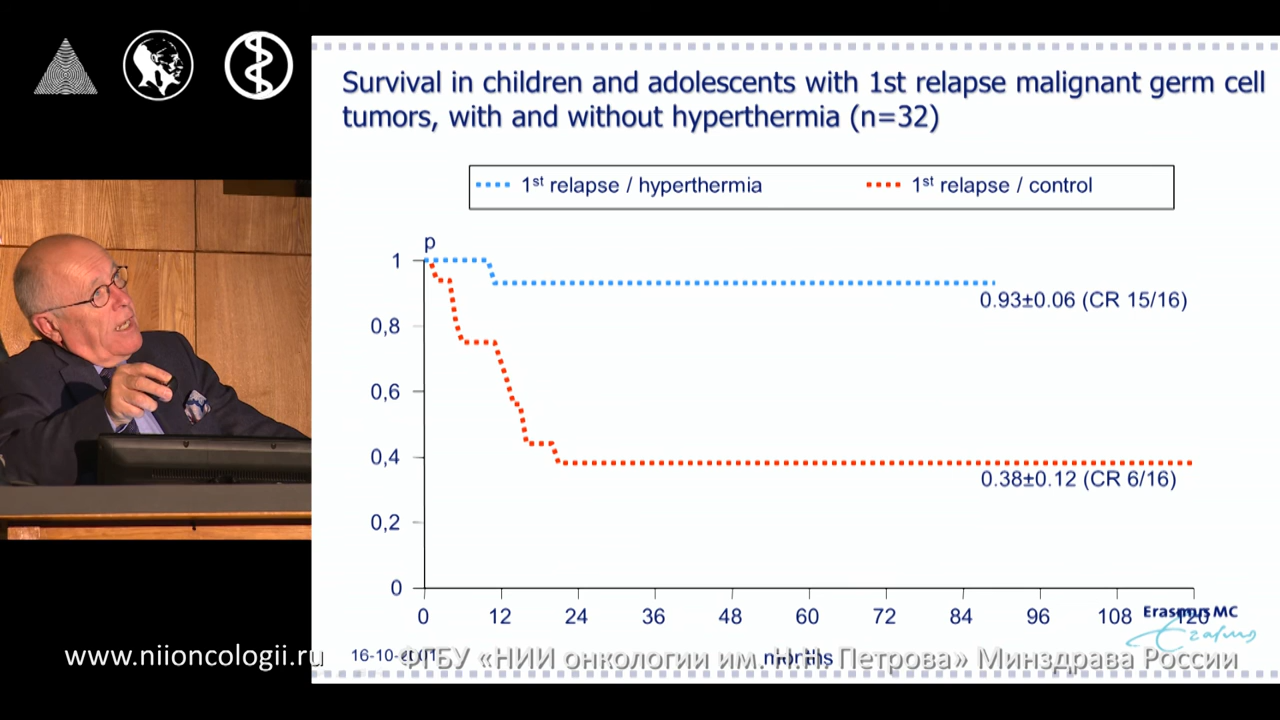 Survival in children and adolescents with 1st relapse malignant germ cell
tumors, with and without hyperthermia (n=32)
1st relapse / hyperthermia
1st relapse / control
p
1
0,8
0,6
0,4
0,2
0
0.93±0.06 (CR 15/16)
0.38±0.12 (CR 6/16)
0 12 24 36 48 60 72 84 96 108 120
Erasmus MC
Erasmus
months
www.niioncologii.ru
ФГБУ «НИИ онкологии им. Н.Н. Петрова» Минздрава России